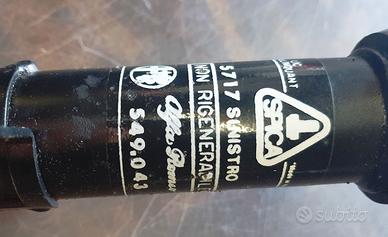 SPICA
5717 SINISTRO
NON RIGENERABILE
Alfa Romeo
549.043
subito